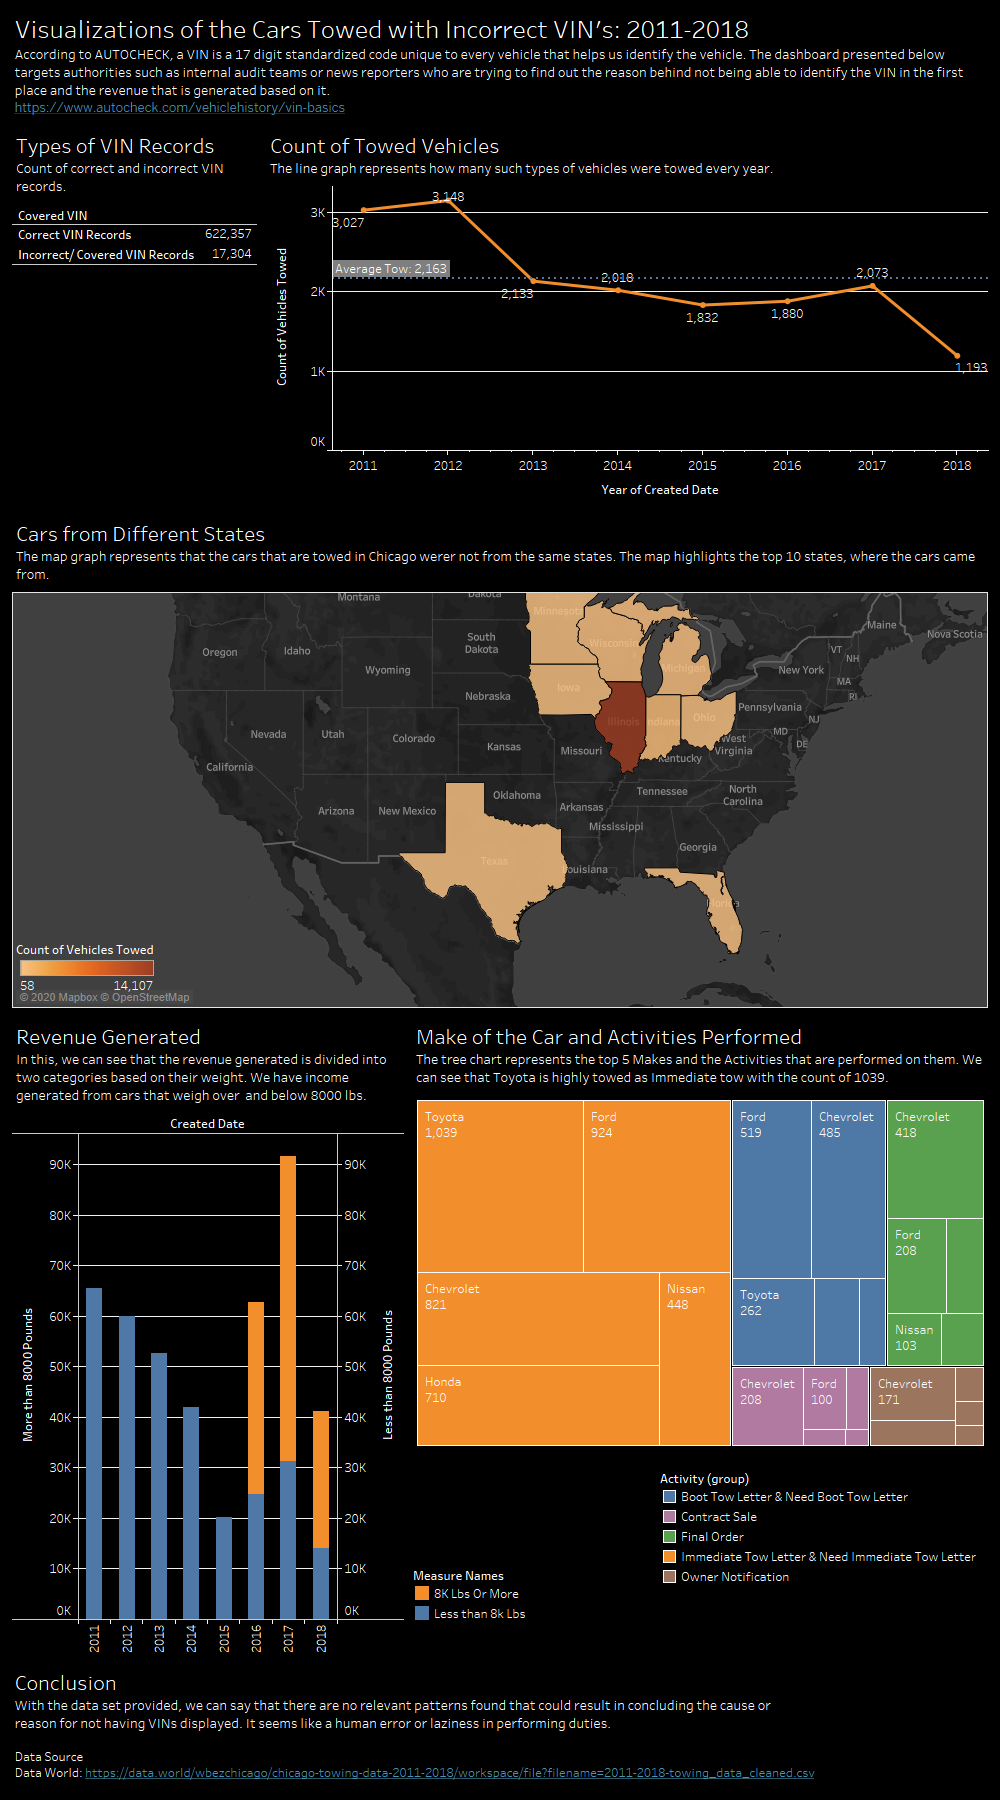 Visualizations of the Cars Towed with Incorrect VIN's: 2011-2018
According to AUTOCHECK, a VIN is a 17 digit standardized code unique to every vehicle that helps us identify the vehicle. The dashboard presented below
targets authorities such as internal audit teams or news reporters who are trying to find out the reason behind not being able to identify the VIN in the first
place and the revenue that is generated based on it.
https://www.autocheck.com/vehiclehistory/vin-basics
Types of VIN Records
Count of correct and incorrect VIN
records.
Covered VIN
Correct VIN Records 622,357
Incorrect/ Covered VIN Records 17,304
Count of Towed Vehicles
The line graph represents how many such types of vehicles were towed every year.
Count of Vehicles Towed
3K
2K
1K
0K
3,027
3,148
Average Tow: 2,163
2,133
2,018
1,832
1,880
2,073
1,193
2011 2012 2013 2014 2015 2016 2017 2018
Year of Created Date
Cars from Different States
The map graph represents that the cars that are towed in Chicago werer not from the same states. The map highlights the top 10 states, where the cars came
from.
Montana
Dakota
Minnesota
Wisconsin
Michigan
Maine
Nova Scotia
Oregon
Idaho
South
Dakota
Wyoming
VT
NH
New York
MA
RI
Nebraska
Iowa
Illinois
Indiana
Ohio
Pennsylvania
NJ
Nevada
Utah
Colorado
Kansas
Missouri
West
Virginia
MD
DE
Kentucky
California
Arizona
New Mexico
Oklahoma
Arkansas
Tennessee
North
Carolina
Mississippi
Georgia
Texas
Louisiana
Florida
Count of Vehicles Towed
58 14,107
© 2020 Mapbox © OpenStreetMap
Revenue Generated
In this, we can see that the revenue generated is divided into
two categories based on their weight. We have income
generated from cars that weigh over and below 8000 lbs.
Created Date
More than 8000 Pounds
90K
80K
70K
60K
50K
40K
30K
20K
10K
0K
90K
80K
70K
60K
50K
40K
30K
20K
10K
0K
Less than 8000 Pounds
2011 2012 2013 2014 2015 2016 2017 2018
Measure Names
8K Lbs Or More
Less than 8k Lbs
Make of the Car and Activities Performed
The tree chart represents the top 5 Makes and the Activities that are performed on them. We
can see that Toyota is highly towed as Immediate tow with the count of 1039.
Toyota
1,039
Ford
924
Chevrolet
821
Nissan
448
Honda
710
Ford
519
Chevrolet
485
Toyota
262
Chevrolet
418
Ford
208
Nissan
103
Chevrolet
208
Ford
100
Chevrolet
171
Activity (group)
Boot Tow Letter & Need Boot Tow Letter
Contract Sale
Final Order
Immediate Tow Letter & Need Immediate Tow Letter
Owner Notification
Conclusion
With the data set provided, we can say that there are no relevant patterns found that could result in concluding the cause or
reason for not having VINs displayed. It seems like a human error or laziness in performing duties.
Data Source
Data World: https://data.world/wbezchicago/chicago-towing-data-2011-2018/workspace/file?filename=2011-2018-towing_data_cleaned.csv